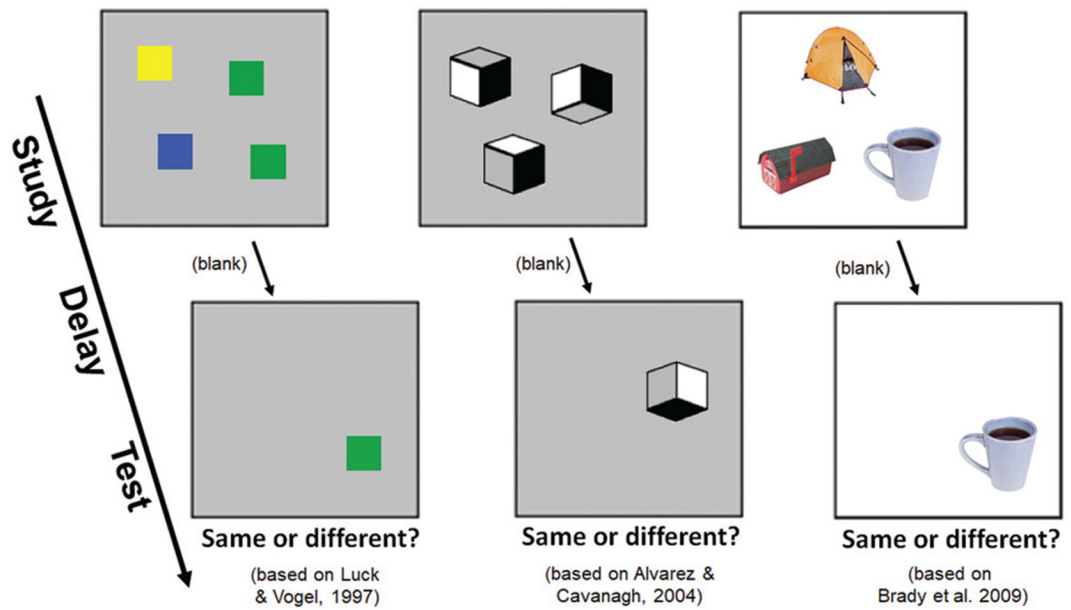 Study
Delay
Test
(blank)
(blank)
(blank)
Same or different?
(based on Luck
& Vogel, 1997)
Same or different?
(based on Alvarez &
Cavanagh, 2004)
Same or different?
(based on
Brady et al. 2009)